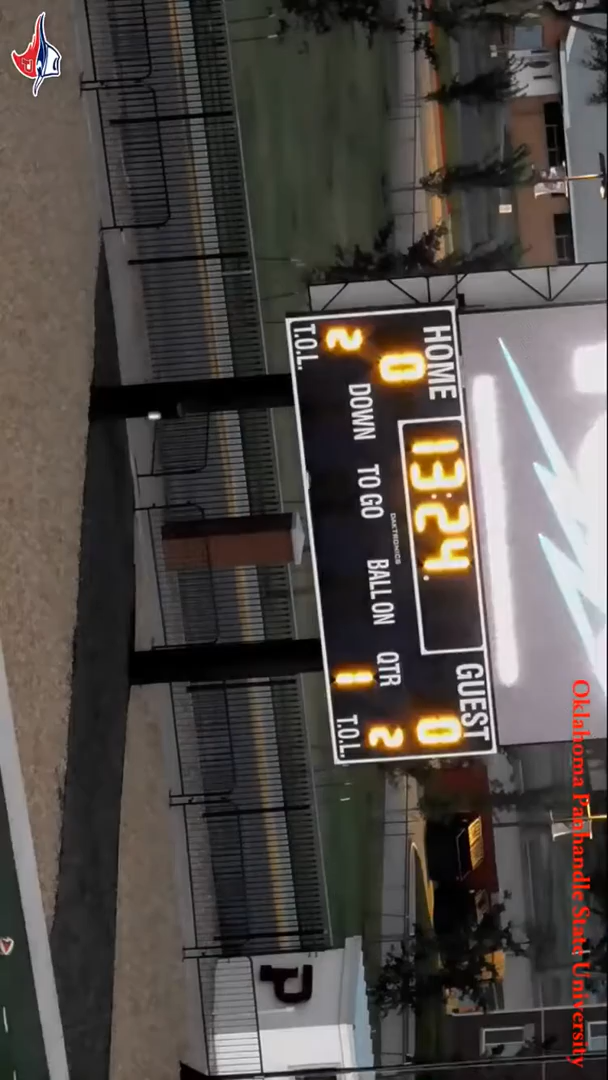 Oklahoma Panhandle State University
HOME GUEST
0 13:24 0
DAKTRONICS
2 1 2
T.O.L. DOWN TO GO BALL ON QTR T.O.L.
P